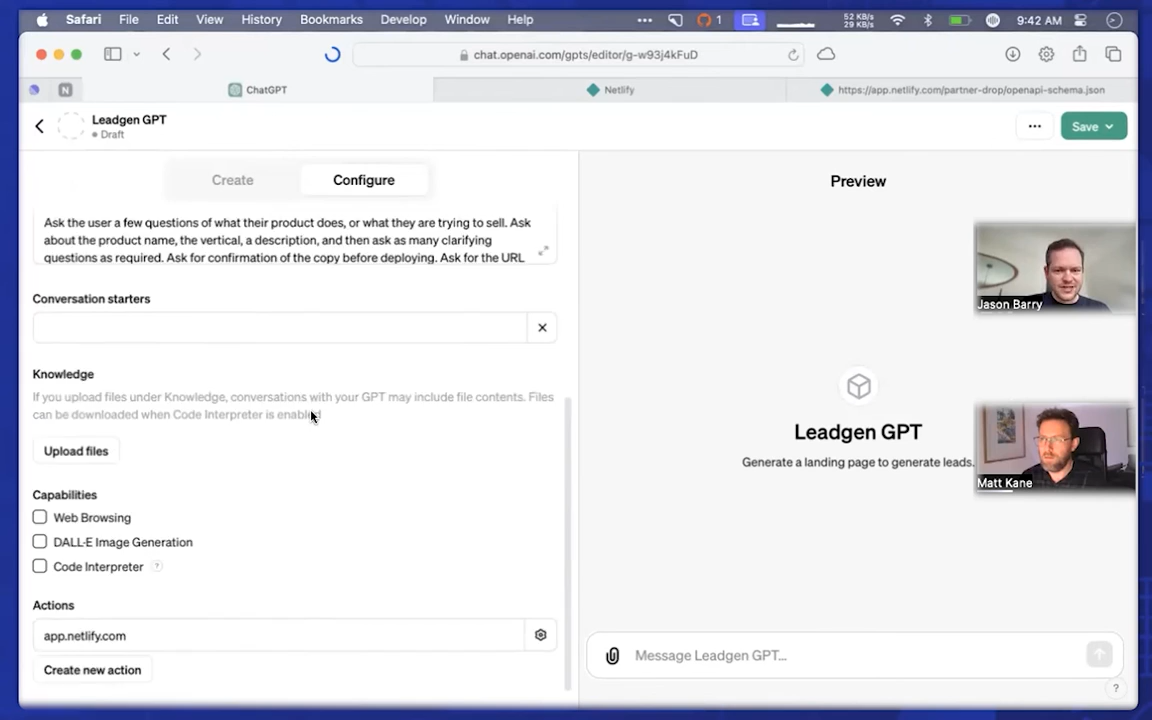 Safari File Edit View History Bookmarks Develop Window Help
1
52 KB/s
29 KB/s
9:42 AM
chat.openai.com/gpts/editor/g-w93j4kFuD
ChatGPT
Netlify
https://app.netlify.com/partner-drop/openapi-schema.json
Leadgen GPT
Draft
Save
Create
Configure
Preview
Ask the user a few questions of what their product does, or what they are trying to sell. Ask
about the product name, the vertical, a description, and then ask as many clarifying
questions as required. Ask for confirmation of the copy before deploying. Ask for the URL
Conversation starters
Knowledge
If you upload files under Knowledge, conversations with your GPT may include file contents. Files
can be downloaded when Code Interpreter is enabled
Upload files
Capabilities
Web Browsing
DALL·E Image Generation
Code Interpreter ?
Actions
app.netlify.com
Create new action
Jason Barry
Leadgen GPT
Generate a landing page to generate leads.
Matt Kane
Message Leadgen GPT...
?